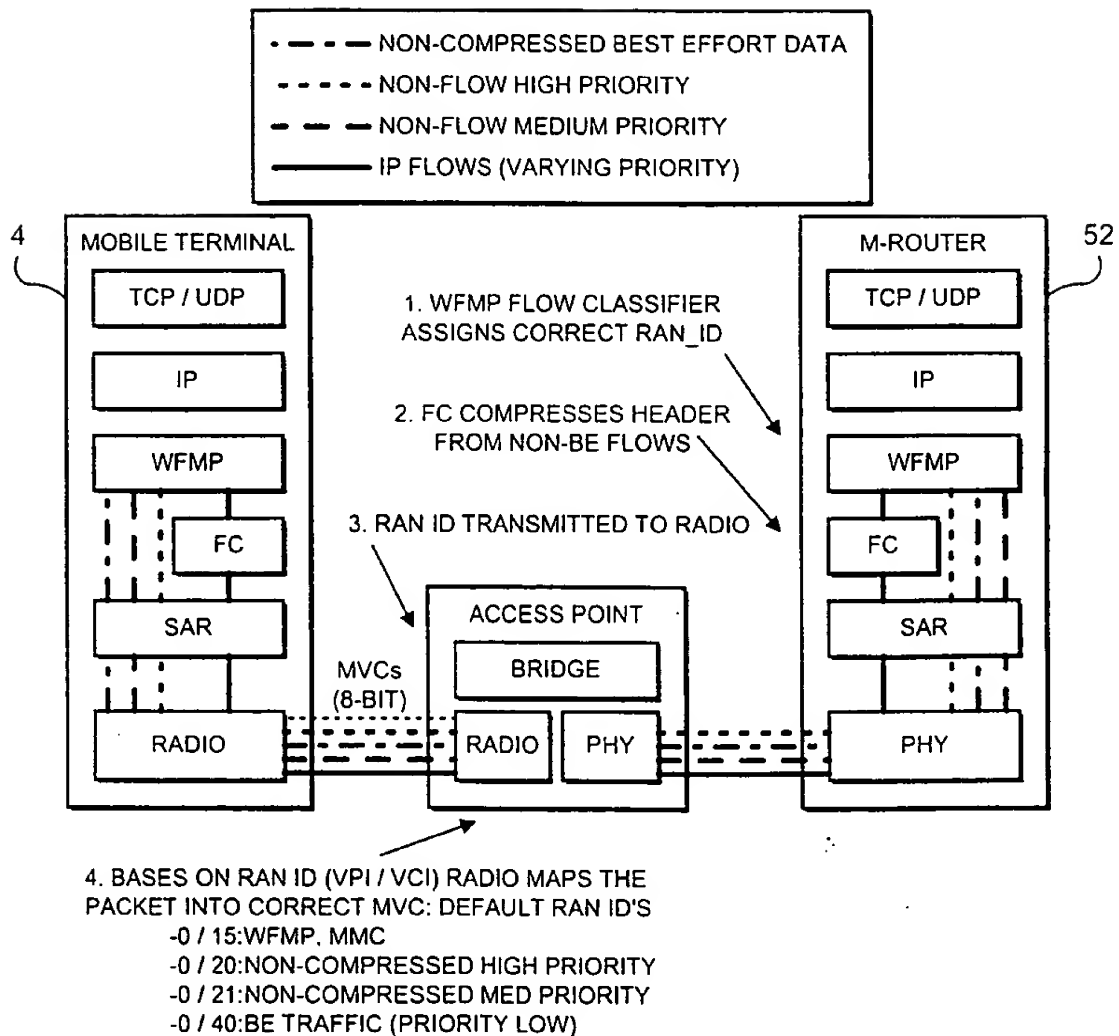 NON-COMPRESSED BEST EFFORT DATA
NON-FLOW HIGH PRIORITY
NON-FLOW MEDIUM PRIORITY
IP FLOWS (VARYING PRIORITY)
4
MOBILE TERMINAL
TCP / UDP
IP
WFMP
FC
SAR
RADIO
1. WFMP FLOW CLASSIFIER
ASSIGNS CORRECT RAN_ID
2. FC COMPRESSES HEADER
FROM NON-BE FLOWS
3. RAN ID TRANSMITTED TO RADIO
MVCs
(8-BIT)
ACCESS POINT
BRIDGE
RADIO
PHY
52
M-ROUTER
TCP / UDP
IP
WFMP
FC
SAR
PHY
4. BASES ON RAN ID (VPI / VCI) RADIO MAPS THE
PACKET INTO CORRECT MVC: DEFAULT RAN ID'S
-0 / 15:WFMP, MMC
-0 / 20:NON-COMPRESSED HIGH PRIORITY
-0 / 21:NON-COMPRESSED MED PRIORITY
-0 / 40:BE TRAFFIC (PRIORITY LOW)